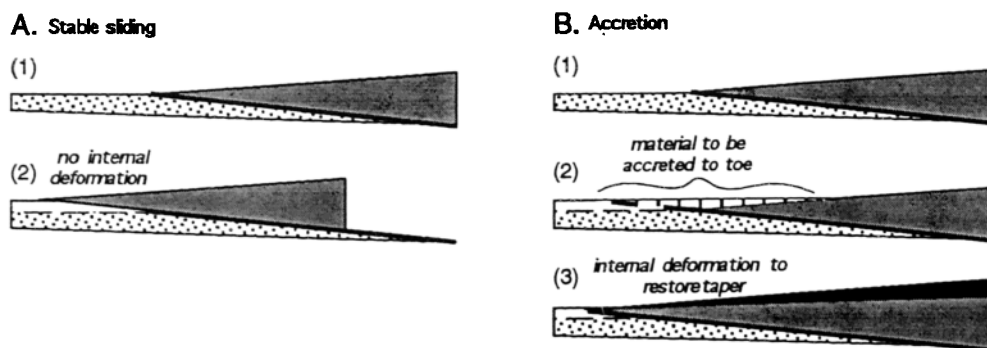 A. Stable sliding
(1)
(2) no internal
deformation
B. Accretion
(1)
material to be
accreted to toe
(2)
(3) internal deformation to
restore taper